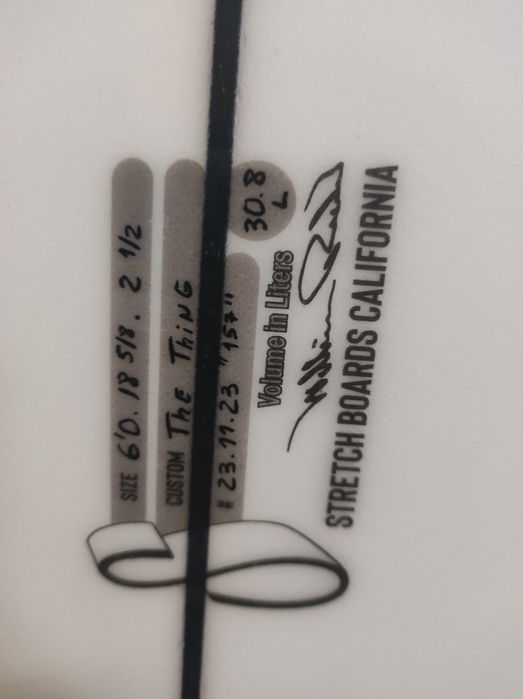 SIZE 6'0. 18 5/8. 2 1/2
CUSTOM The ThiNG
# 23.11.23 "157"
30.8
L
Volume in Liters
STRETCH BOARDS CALIFORNIA